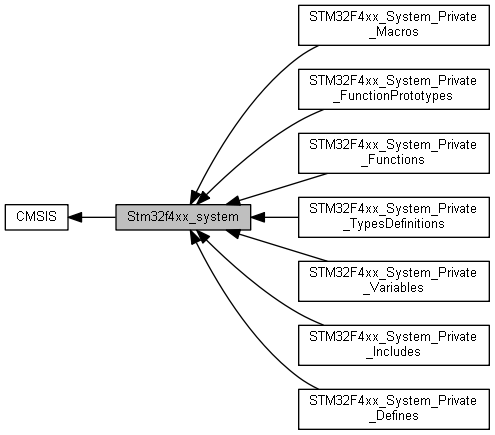 STM32F4xx_System_Private
_Macros
STM32F4xx_System_Private
_FunctionPrototypes
STM32F4xx_System_Private
_Functions
CMSIS
Stm32f4xx_system
STM32F4xx_System_Private
_TypesDefinitions
STM32F4xx_System_Private
_Variables
STM32F4xx_System_Private
_Includes
STM32F4xx_System_Private
_Defines